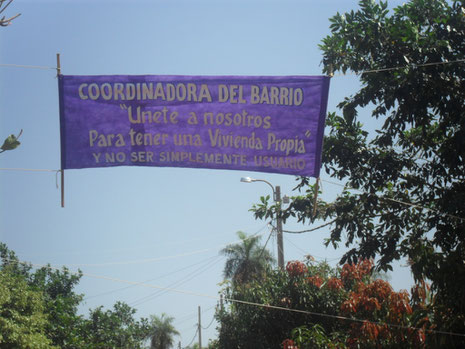 COORDINADORA DEL BARRIO
"Unete a nosotros
Para tener una Vivienda Propia"
Y NO SER SIMPLEMENTE USUARIO